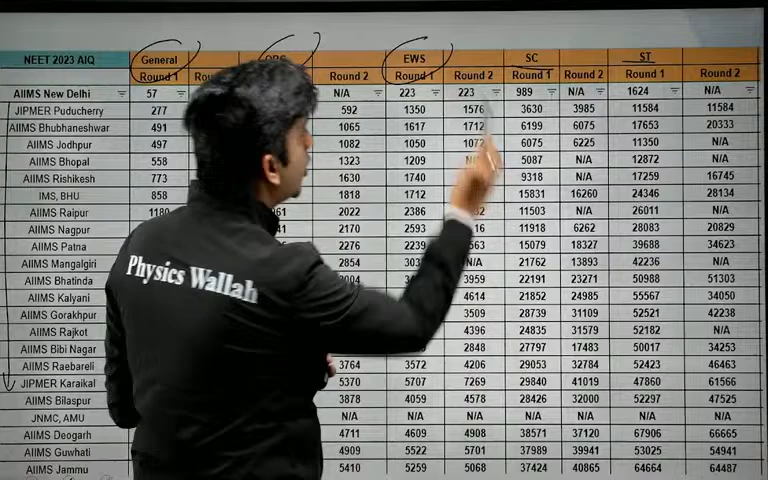 NEET 2023 AIQ General OBC EWS SC ST
Round 1 Round 2 Round 1 Round 2 Round 1 Round 2 Round 1 Round 2
AIIMS New Delhi 57 N/A 223 223 989 N/A 1624 N/A
JIPMER Puducherry 277 592 1350 1576 3630 3985 11584 11584
AIIMS Bhubhaneshwar 491 1065 1617 1712 6199 6075 17653 20333
AIIMS Jodhpur 497 1082 1050 1072 6075 6225 11350 N/A
AIIMS Bhopal 558 1323 1209 5087 N/A 12872 N/A
AIIMS Rishikesh 773 1630 1740 9318 N/A 17259 16745
IMS, BHU 858 1818 1712 15831 16260 24346 28134
AIIMS Raipur 1180 2022 2386 11503 N/A 26011 N/A
AIIMS Nagpur 2170 2593 11918 6262 28083 20829
AIIMS Patna 2276 2239 15079 18327 39688 34623
AIIMS Mangalgiri 2854 N/A 21762 13893 42236 N/A
AIIMS Bhatinda 3959 22191 23271 50988 51303
AIIMS Kalyani 4614 21852 24985 55567 34050
AIIMS Gorakhpur 3509 28739 31109 52521 42238
AIIMS Rajkot 4396 24835 31579 52182 N/A
AIIMS Bibi Nagar 2848 27797 17483 50017 34253
AIIMS Raebareli 3764 3572 4206 29053 32784 52423 46463
JIPMER Karaikal 5370 5707 7269 29840 41019 47860 61566
AIIMS Bilaspur 3878 4059 4578 28426 32000 52297 47525
JNMC, AMU N/A N/A N/A N/A N/A N/A N/A
AIIMS Deogarh 4711 4609 4908 38571 37120 67906 66665
AIIMS Guwhati 4909 5522 5701 37989 39941 53025 54941
AIIMS Jammu 5410 5259 5068 37424 40865 64664 64487
Physics Wallah